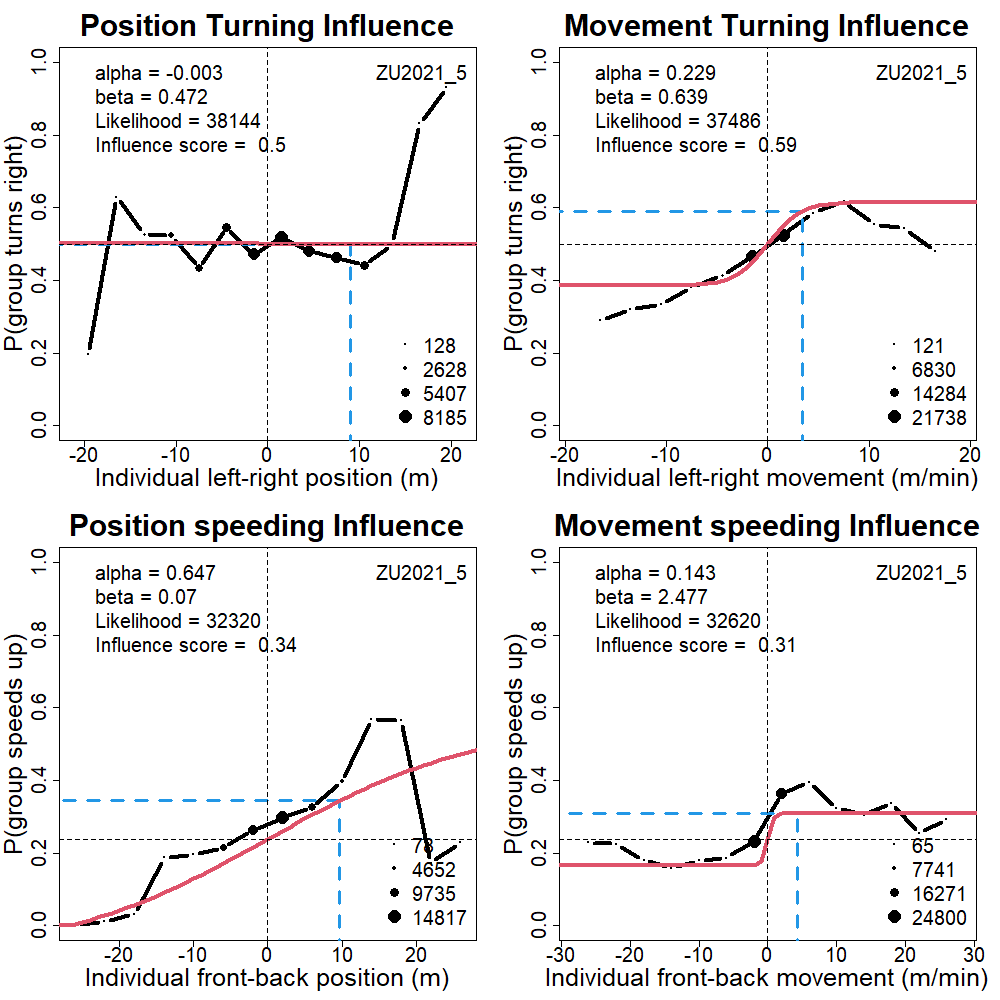 Position Turning Influence
alpha = -0.003
ZU2021_5
beta = 0.472
Likelihood = 38144
Influence score =  0.5
P(group turns right)
1.0
0.8
0.6
0.4
0.2
0.0
128
2628
5407
8185
-20
-10
0
10
20
Individual left-right position (m)
Movement Turning Influence
alpha = 0.229
ZU2021_5
beta = 0.639
Likelihood = 37486
Influence score =  0.59
P(group turns right)
1.0
0.8
0.6
0.4
0.2
0.0
121
6830
14284
21738
-20
-10
0
10
20
Individual left-right movement (m/min)
Position speeding Influence
alpha = 0.647
ZU2021_5
beta = 0.07
Likelihood = 32320
Influence score =  0.34
P(group speeds up)
1.0
0.8
0.6
0.4
0.2
0.0
4652
9735
14817
-20
-10
0
10
20
Individual front-back position (m)
Movement speeding Influence
alpha = 0.143
ZU2021_5
beta = 2.477
Likelihood = 32620
Influence score =  0.31
P(group speeds up)
1.0
0.8
0.6
0.4
0.2
0.0
65
7741
16271
24800
-30
-20
-10
0
10
20
30
Individual front-back movement (m/min)